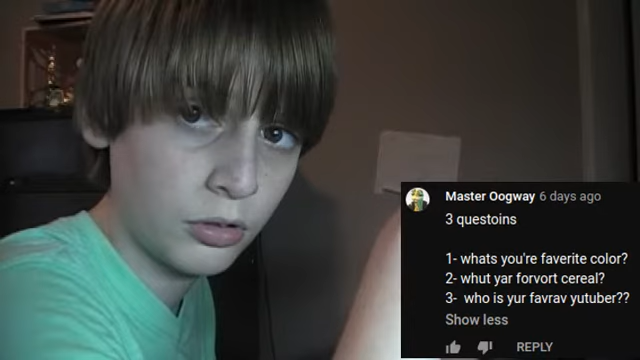 Master Oogway 6 days ago
3 questoins
1- whats you're faverite color?
2- whut yar forvort cereal?
3- who is yur favrav yutuber??
Show less
REPLY